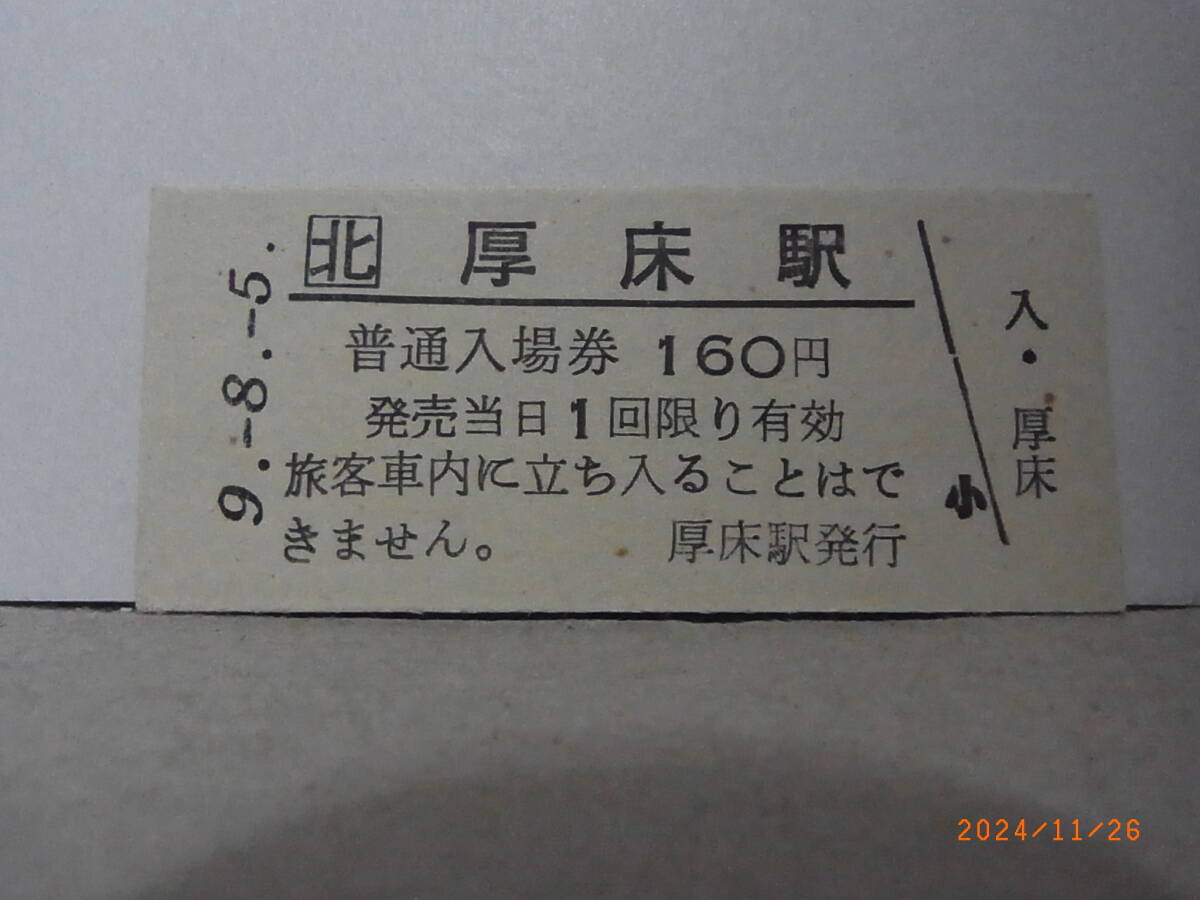 北 厚床駅
普通入場券 160円
発売当日1回限り有効
旅客車内に立ち入ることはで
きません。 厚床駅発行
9.-8.-5.
小
入・厚床
2024/11/26